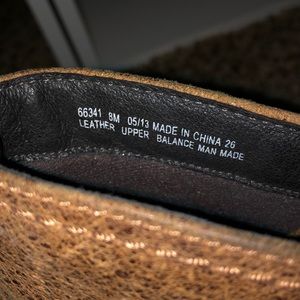 66341 8M 05/13 MADE IN CHINA 26
LEATHER UPPER BALANCE MAN MADE